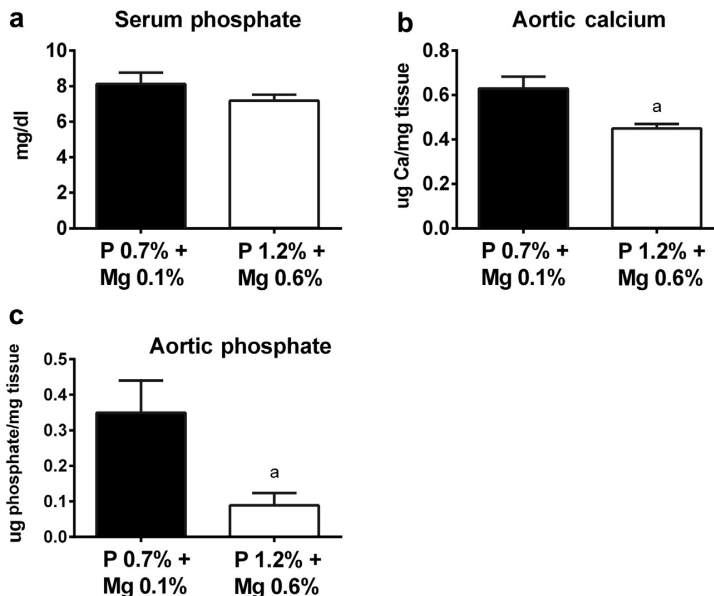 a
Serum phosphate
mg/dl
10
8
6
4
2
0
P 0.7% +
Mg 0.1%
P 1.2% +
Mg 0.6%
b
Aortic calcium
ug Ca/mg tissue
0.8
0.6
0.4
0.2
0.0
a
P 0.7% +
Mg 0.1%
P 1.2% +
Mg 0.6%
c
Aortic phosphate
ug phosphate/mg tissue
0.5
0.4
0.3
0.2
0.1
0.0
a
P 0.7% +
Mg 0.1%
P 1.2% +
Mg 0.6%